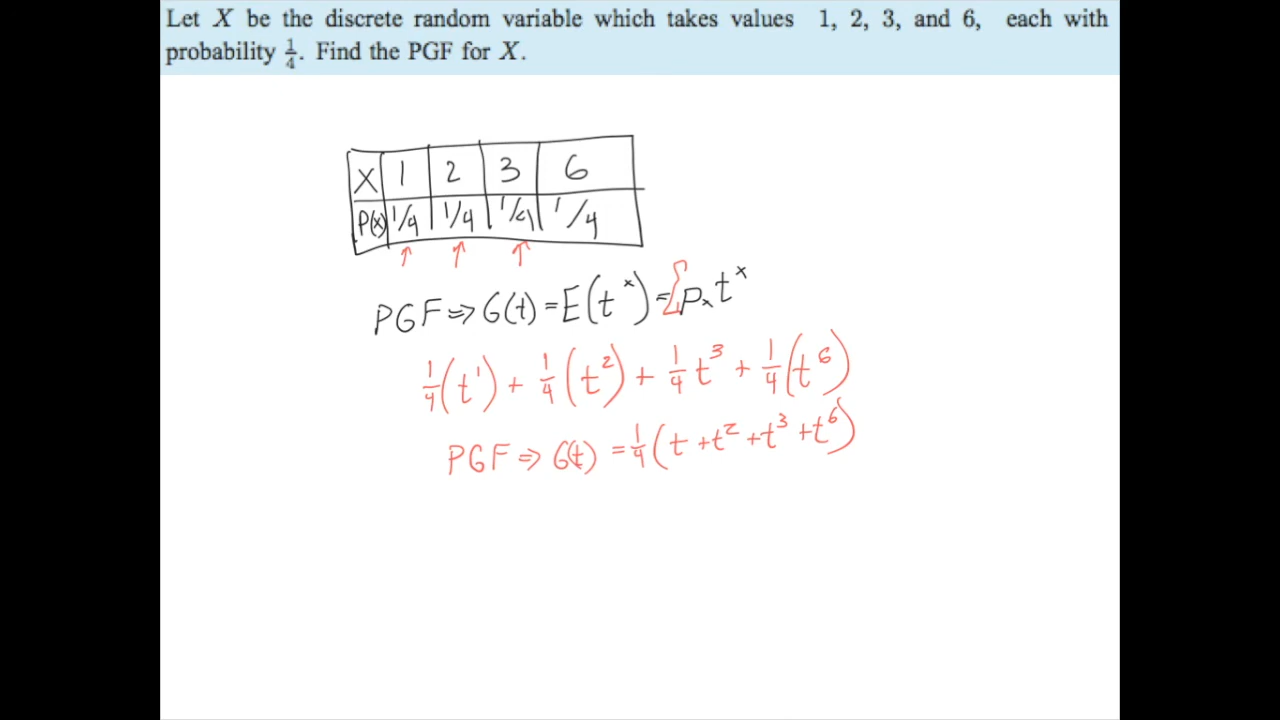 Let X be the discrete random variable which takes values 1, 2, 3, and 6, each with
probability 1/4. Find the PGF for X.
X 1 2 3 6
P(x) 1/4 1/4 1/4 1/4
PGF ⇒ G(t) = E(t^x) = Σ p_x t^x
1/4(t^1) + 1/4(t^2) + 1/4 t^3 + 1/4(t^6)
PGF ⇒ G(t) = 1/4(t + t^2 + t^3 + t^6)